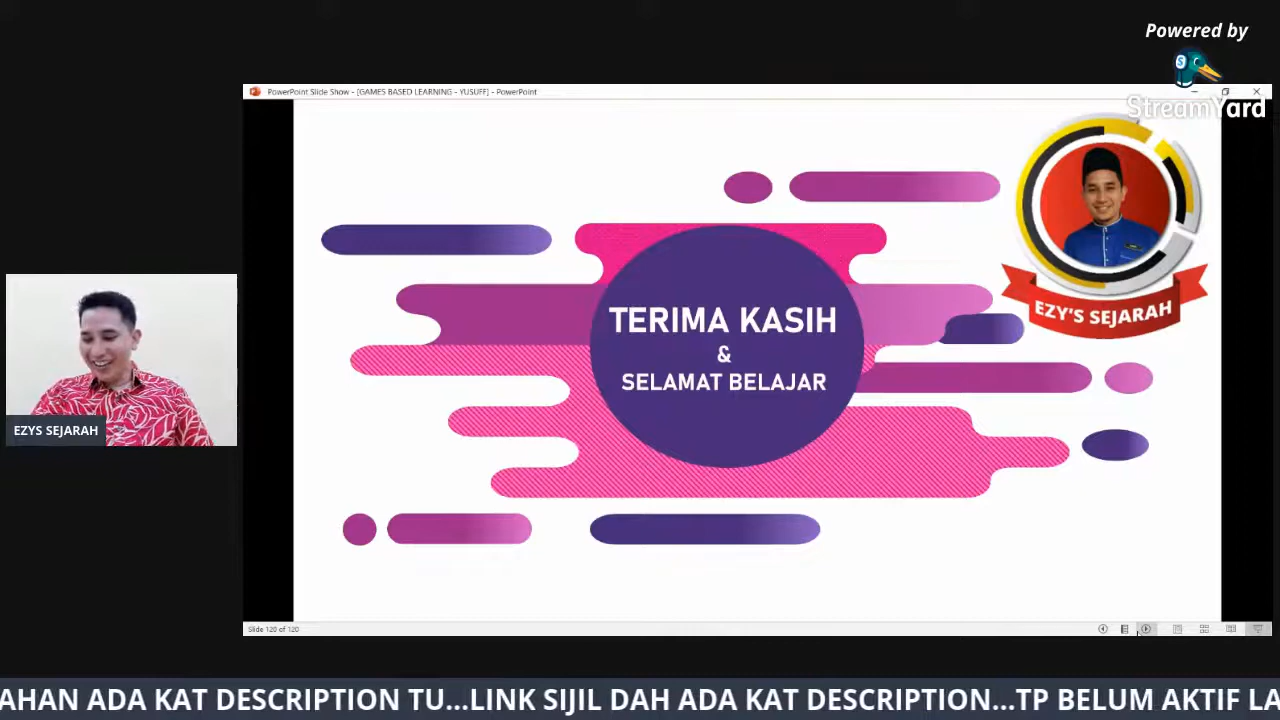 Powered by
StreamYard
PowerPoint Slide Show - [GAMES BASED LEARNING - YUSUFF] - PowerPoint
TERIMA KASIH
&
SELAMAT BELAJAR
EZY'S SEJARAH
EZYS SEJARAH
Slide 120 of 120
AHAN ADA KAT DESCRIPTION TU...LINK SIJIL DAH ADA KAT DESCRIPTION...TP BELUM AKTIF LA